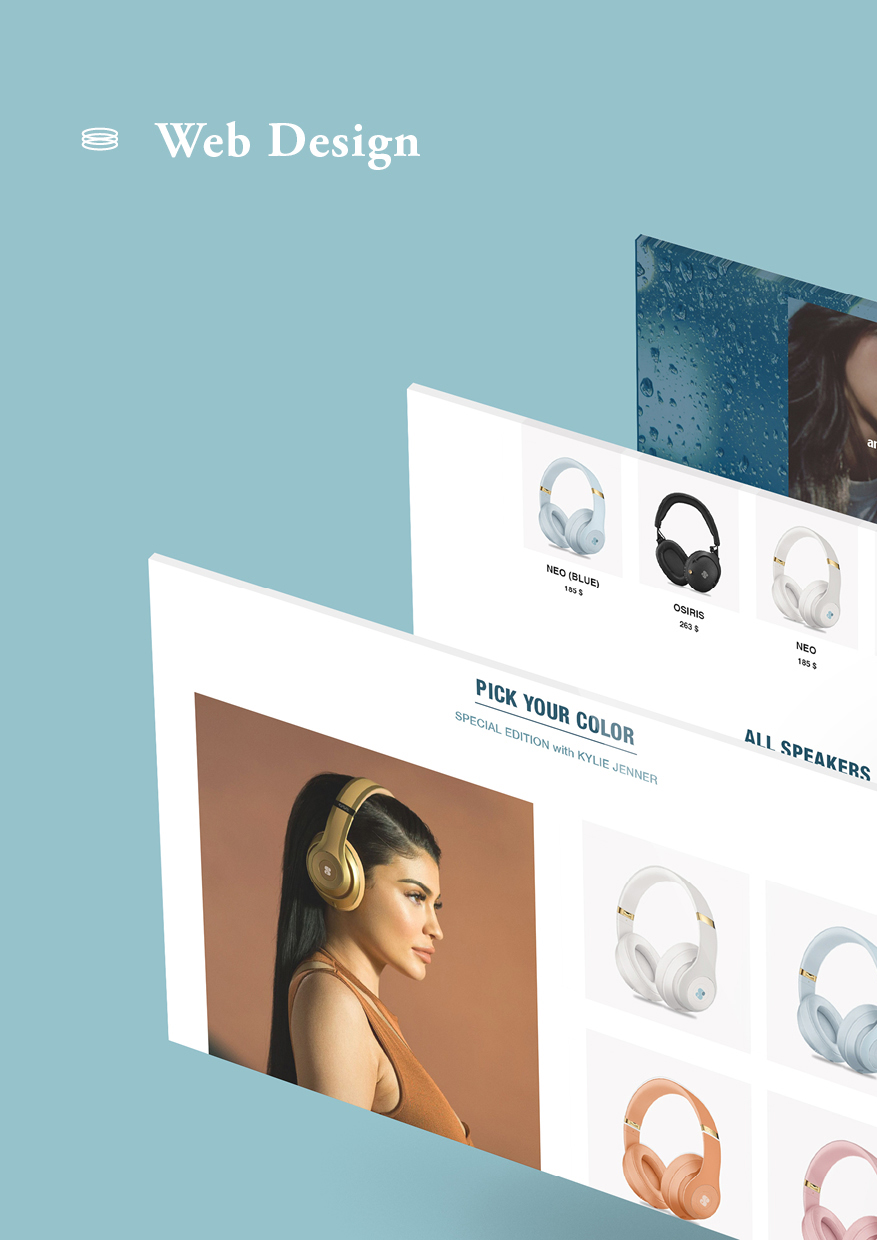 Web Design
NEO (BLUE)
185 $
OSIRIS
263 $
NEO
185 $
PICK YOUR COLOR
SPECIAL EDITION with KYLIE JENNER
ALL SPEAKERS